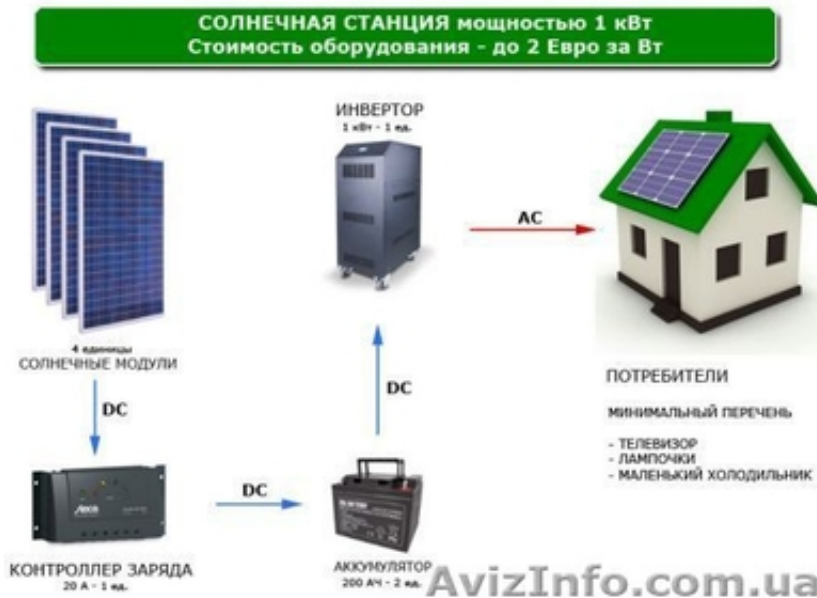 СОЛНЕЧНАЯ СТАНЦИЯ мощностью 1 кВт
Стоимость оборудования - до 2 Евро за Вт
ИНВЕРТОР
1 кВт - 1 ед.
AC
4 единицы
СОЛНЕЧНЫЕ МОДУЛИ
DC
DC
ПОТРЕБИТЕЛИ
МИНИМАЛЬНЫЙ ПЕРЕЧЕНЬ
- ТЕЛЕВИЗОР
- ЛАМПОЧКИ
- МАЛЕНЬКИЙ ХОЛОДИЛЬНИК
DC
КОНТРОЛЛЕР ЗАРЯДА
20 А - 1 ед.
АККУМУЛЯТОР
200 АЧ - 2 ед.
AvizInfo.com.ua